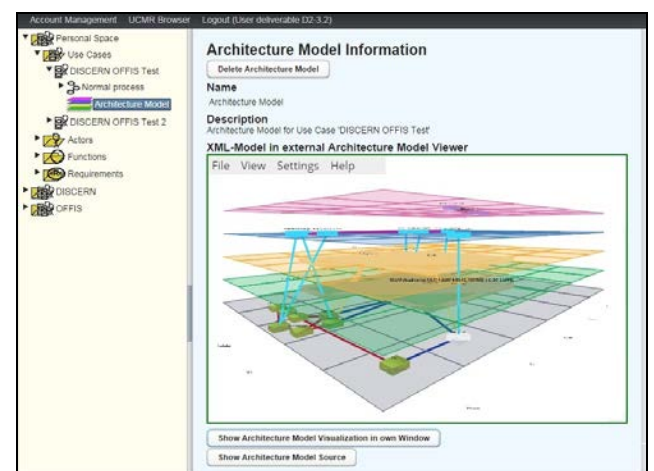 Account Management UCMR Browser Logout (User deliverable D2-3.2)
Personal Space
Use Cases
DISCERN OFFIS Test
Normal process
Architecture Model
DISCERN OFFIS Test 2
Actors
Functions
Requirements
DISCERN
OFFIS
Architecture Model Information
Delete Architecture Model
Name
Architecture Model
Description
Architecture Model for Use Case 'DISCERN OFFIS Test'
XML-Model in external Architecture Model Viewer
File View Settings Help
Show Architecture Model Visualization in own Window
Show Architecture Model Source